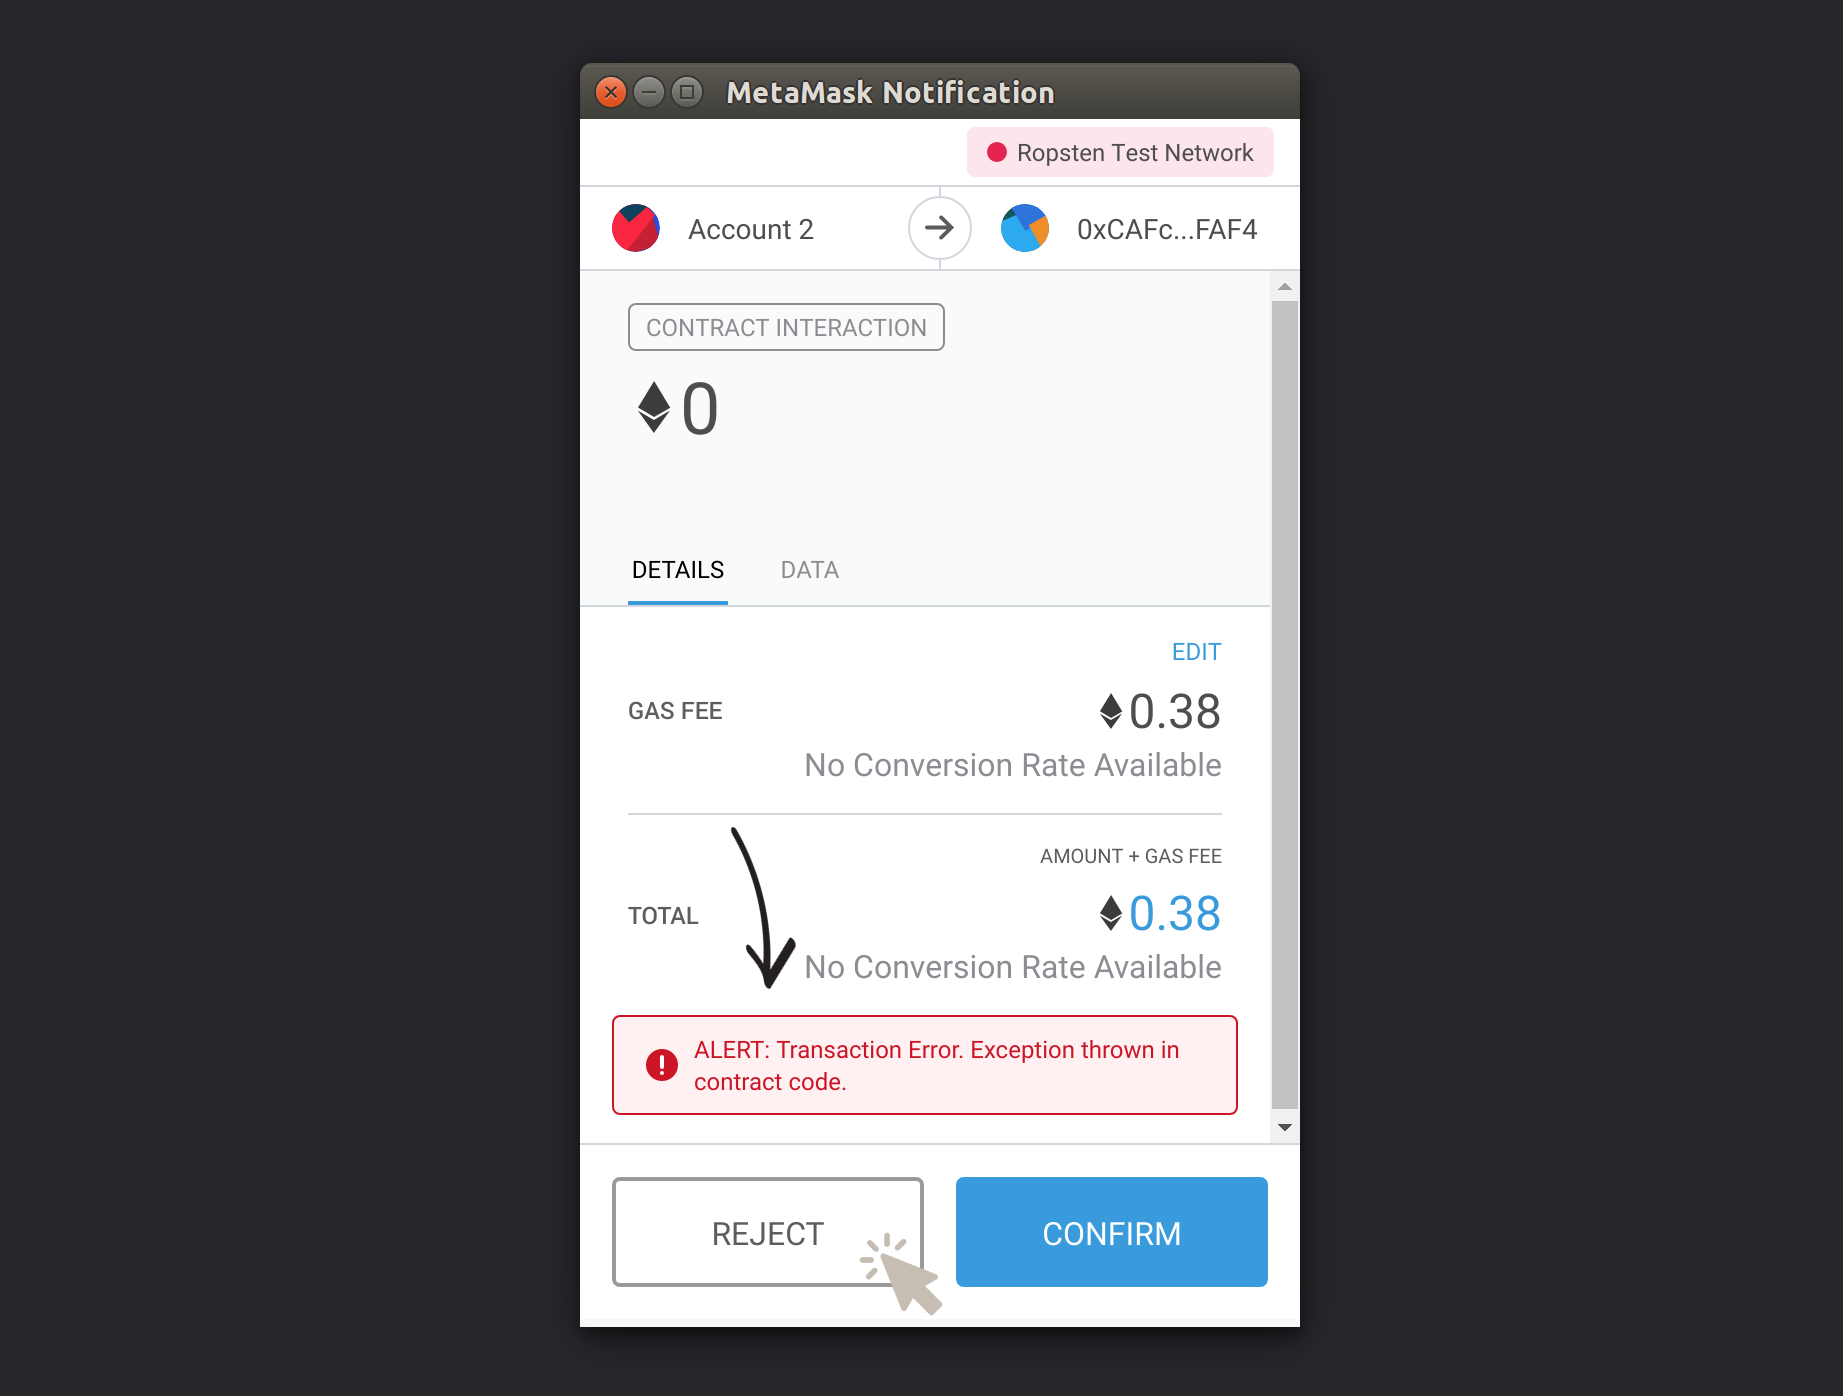 MetaMask Notification
Ropsten Test Network
Account 2
0xCAFc...FAF4
CONTRACT INTERACTION
0
DETAILS
DATA
EDIT
GAS FEE
0.38
No Conversion Rate Available
AMOUNT + GAS FEE
TOTAL
0.38
No Conversion Rate Available
ALERT: Transaction Error. Exception thrown in
contract code.
REJECT
CONFIRM